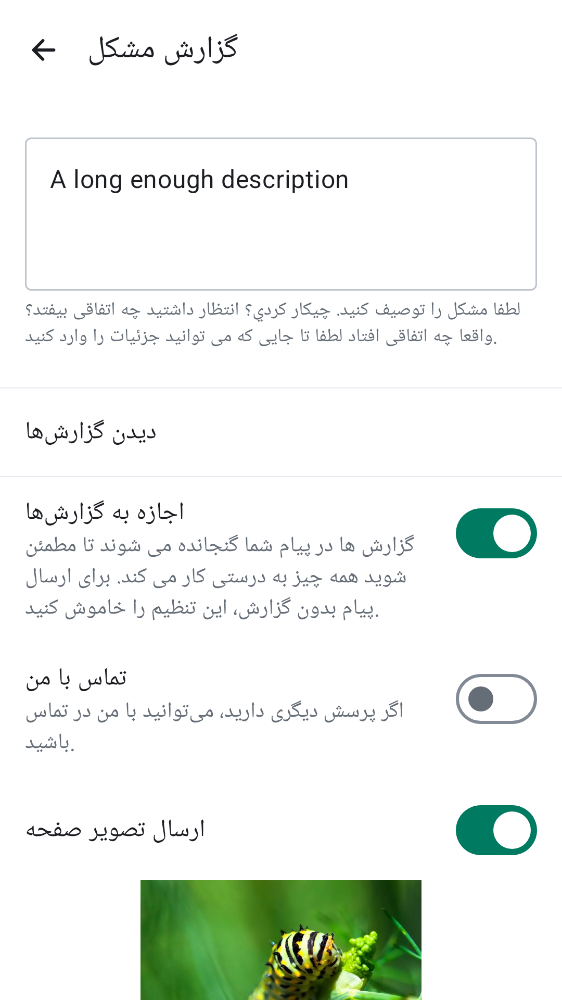 گزارش مشکل
A long enough description
لطفا مشکل را توصیف کنید. چیکار کردي؟ انتظار داشتید چه اتفاقی بیفتد؟
واقعا چه اتفاقی افتاد لطفا تا جایی که می توانید جزئیات را وارد کنید.
دیدن گزارش‌ها
اجازه به گزارش‌ها
گزارش ها در پیام شما گنجانده می شوند تا مطمئن
شوید همه چیز به درستی کار می کند. برای ارسال
پیام بدون گزارش، این تنظیم را خاموش کنید.
تماس با من
اگر پرسش دیگری دارید، می‌توانید با من در تماس
باشید.
ارسال تصویر صفحه